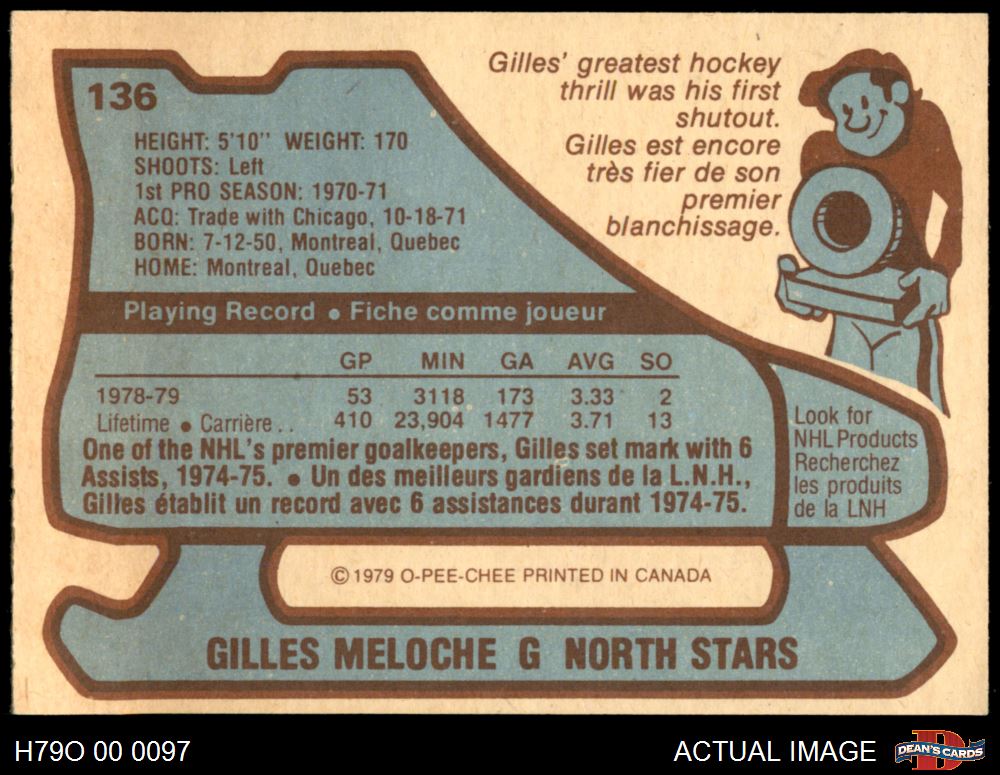 136
HEIGHT: 5'10'' WEIGHT: 170
SHOOTS: Left
1st PRO SEASON: 1970-71
ACQ: Trade with Chicago, 10-18-71
BORN: 7-12-50, Montreal, Quebec
HOME: Montreal, Quebec
Gilles' greatest hockey
thrill was his first
shutout.
Gilles est encore
très fier de son
premier
blanchissage.
Playing Record • Fiche comme joueur
GP MIN GA AVG SO
1978-79 53 3118 173 3.33 2
Lifetime • Carrière .. 410 23,904 1477 3.71 13
One of the NHL's premier goalkeepers, Gilles set mark with 6
Assists, 1974-75. • Un des meilleurs gardiens de la L.N.H.,
Gilles établit un record avec 6 assistances durant 1974-75.
Look for
NHL Products
Recherchez
les produits
de la LNH
© 1979 O-PEE-CHEE PRINTED IN CANADA
GILLES MELOCHE G NORTH STARS
H79O 00 0097
ACTUAL IMAGE
D
DEAN'S CARDS